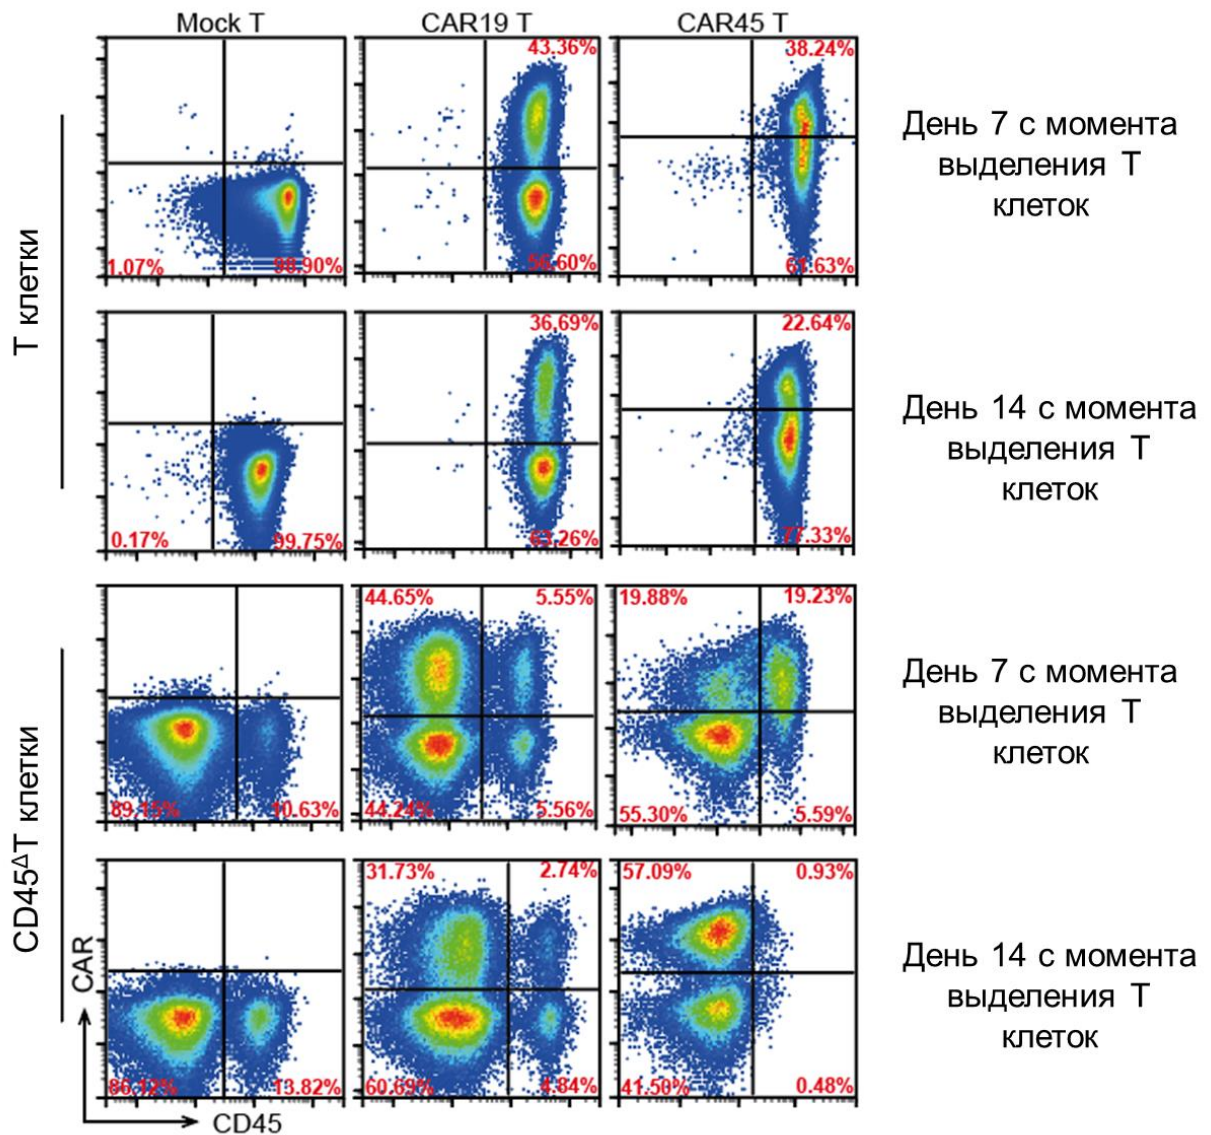 Mock T
CAR19 T
CAR45 T
43.36%
38.24%
1.07%
98.90%
56.60%
61.63%
День 7 с момента
выделения Т
клеток
Т клетки
36.69%
22.64%
0.17%
99.75%
63.26%
77.33%
День 14 с момента
выделения Т
клеток
44.65%
5.55%
19.88%
19.23%
89.15%
10.63%
44.24%
5.56%
55.30%
5.59%
День 7 с момента
выделения Т
клеток
CD45ΔT клетки
31.73%
2.74%
57.09%
0.93%
86.12%
13.82%
60.69%
4.84%
41.50%
0.48%
День 14 с момента
выделения Т
клеток
CAR
CD45